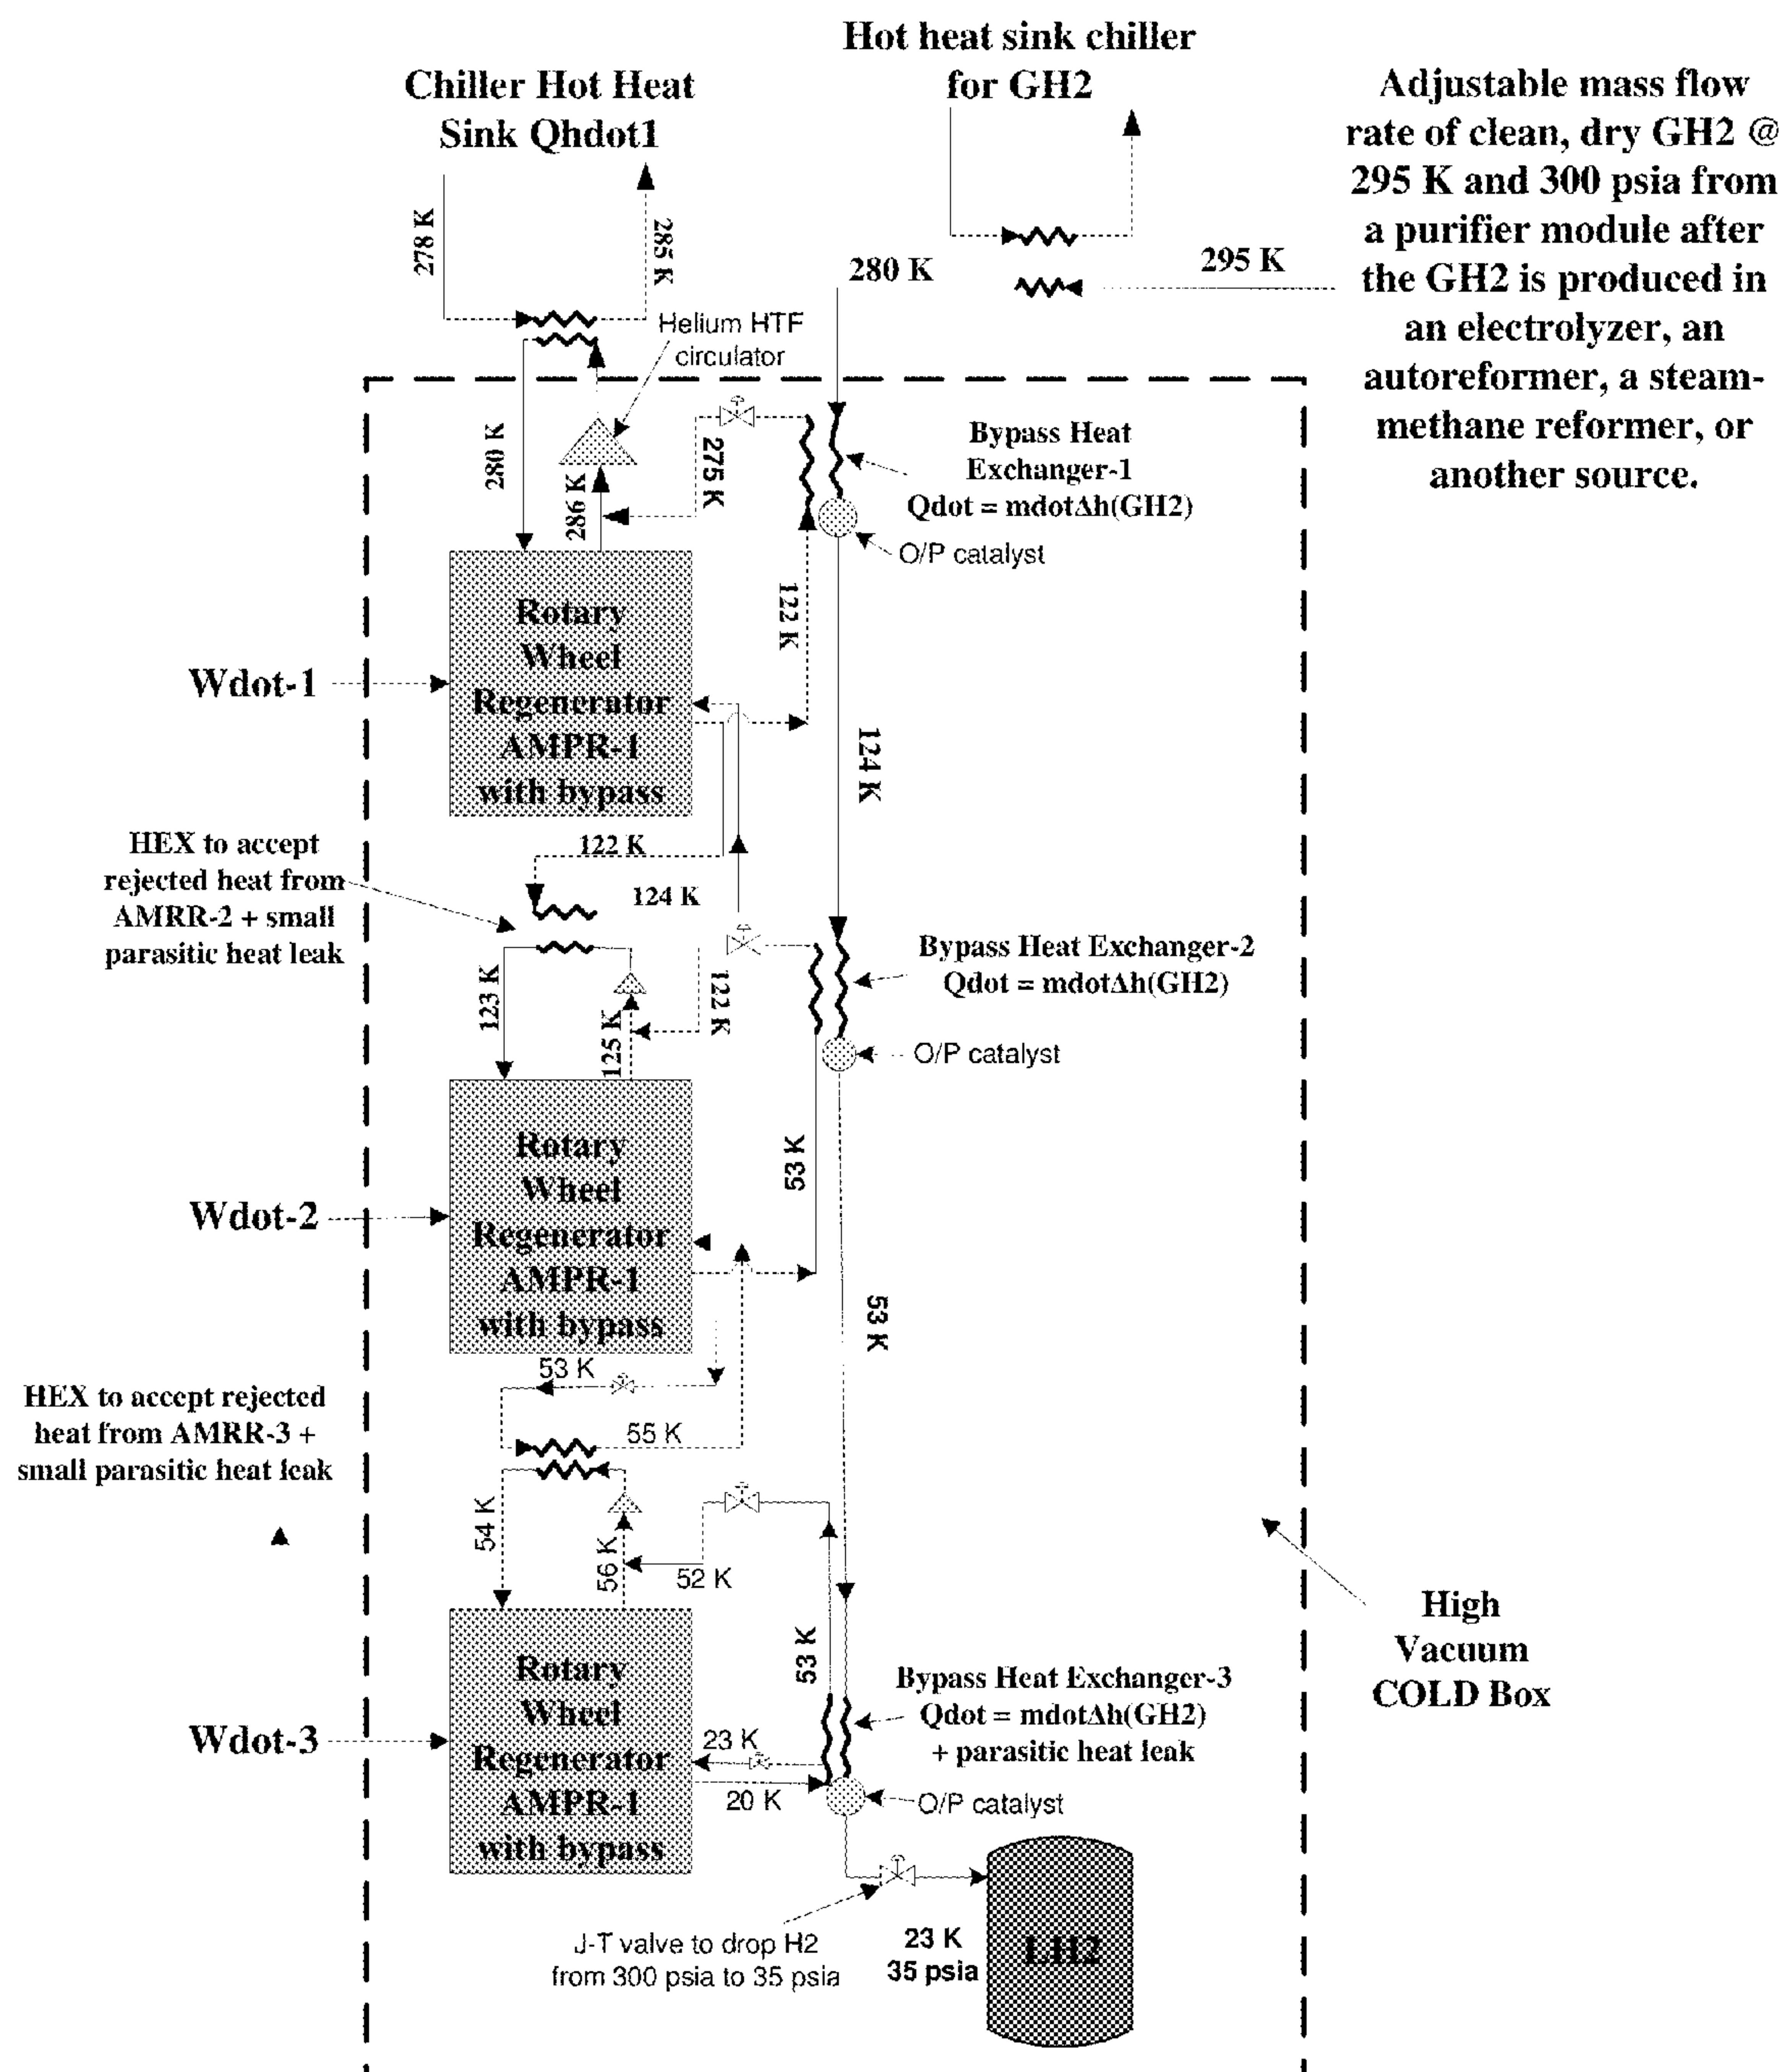 Hot heat sink chiller
for GH2
Chiller Hot Heat
Sink Qhdot1
Adjustable mass flow
rate of clean, dry GH2 @
295 K and 300 psia from
a purifier module after
the GH2 is produced in
an electrolyzer, an
autoreformer, a steam-
methane reformer, or
another source.
278 K
285 K
280 K
295 K
Helium HTF
circulator
280 K
286 K
275 K
Bypass Heat
Exchanger-1
Qdot = mdotΔh(GH2)
O/P catalyst
122 K
Rotary
Wheel
Regenerator
AMPR-1
with bypass
Wdot-1
124 K
HEX to accept
rejected heat from
AMRR-2 + small
parasitic heat leak
122 K
124 K
123 K
125 K
122 K
Bypass Heat Exchanger-2
Qdot = mdotΔh(GH2)
O/P catalyst
53 K
Rotary
Wheel
Regenerator
AMPR-1
with bypass
Wdot-2
53 K
53 K
HEX to accept rejected
heat from AMRR-3 +
small parasitic heat leak
55 K
54 K
56 K
52 K
High
Vacuum
COLD Box
53 K
Rotary
Wheel
Regenerator
AMPR-1
with bypass
Wdot-3
Bypass Heat Exchanger-3
Qdot = mdotΔh(GH2)
+ parasitic heat leak
23 K
20 K
O/P catalyst
J-T valve to drop H2
from 300 psia to 35 psia
23 K
35 psia
LH2